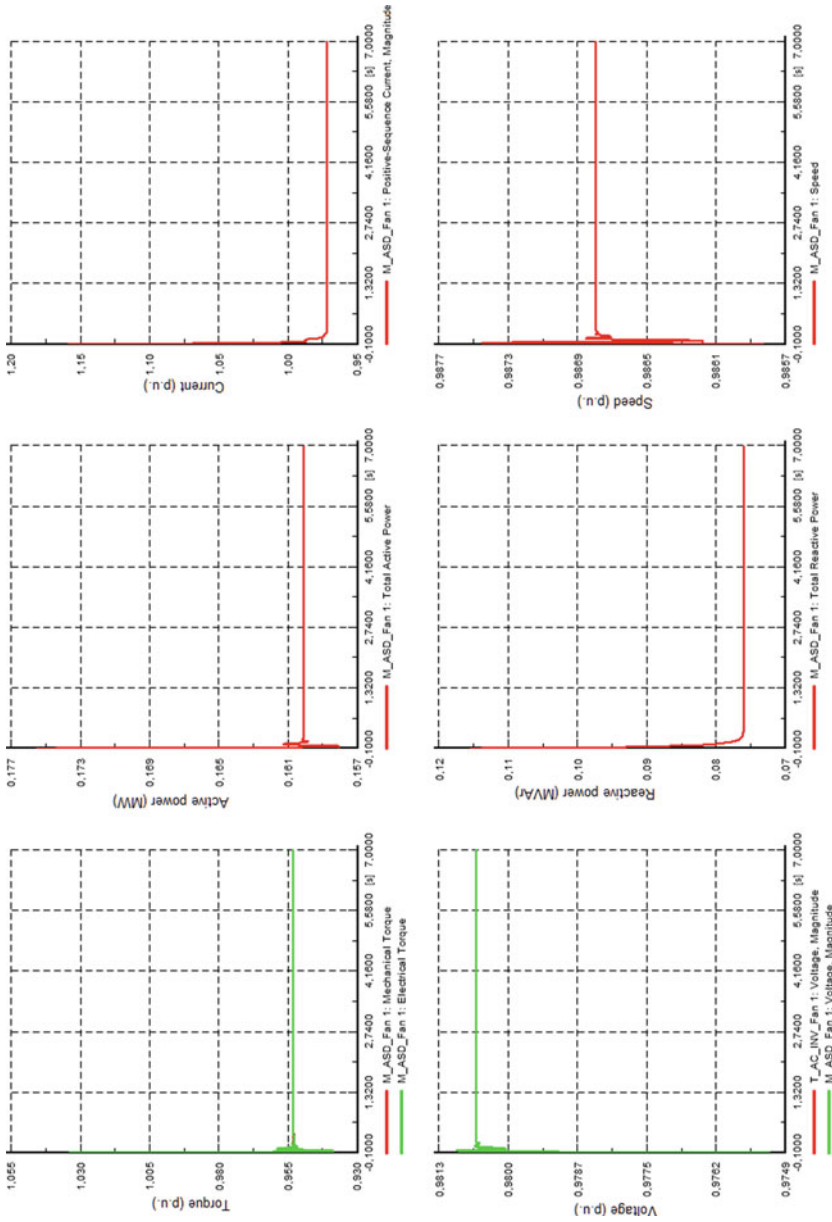 1,055
1,030
1,005
0,980
0,955
0,930
Torque (p.u.)
-0,1000 1,3200 2,7400 4,1600 5,5800 [s] 7,0000
M_ASD_Fan 1: Mechanical Torque
M_ASD_Fan 1: Electrical Torque
0,177
0,173
0,169
0,165
0,161
0,157
Active power (MW)
-0,1000 1,3200 2,7400 4,1600 5,5800 [s] 7,0000
M_ASD_Fan 1: Total Active Power
1,20
1,15
1,10
1,05
1,00
0,95
Current (p.u.)
-0,1000 1,3200 2,7400 4,1600 5,5800 [s] 7,0000
M_ASD_Fan 1: Positive-Sequence Current, Magnitude
0,9813
0,9800
0,9787
0,9775
0,9762
0,9749
Voltage (p.u.)
-0,1000 1,3200 2,7400 4,1600 5,5800 [s] 7,0000
T_AC_INV_Fan 1: Voltage, Magnitude
M_ASD_Fan 1: Voltage, Magnitude
0,12
0,11
0,10
0,09
0,08
0,07
Reactive power (MVAr)
-0,1000 1,3200 2,7400 4,1600 5,5800 [s] 7,0000
M_ASD_Fan 1: Total Reactive Power
0,9877
0,9873
0,9869
0,9865
0,9861
0,9857
Speed (p.u.)
-0,1000 1,3200 2,7400 4,1600 5,5800 [s] 7,0000
M_ASD_Fan 1: Speed